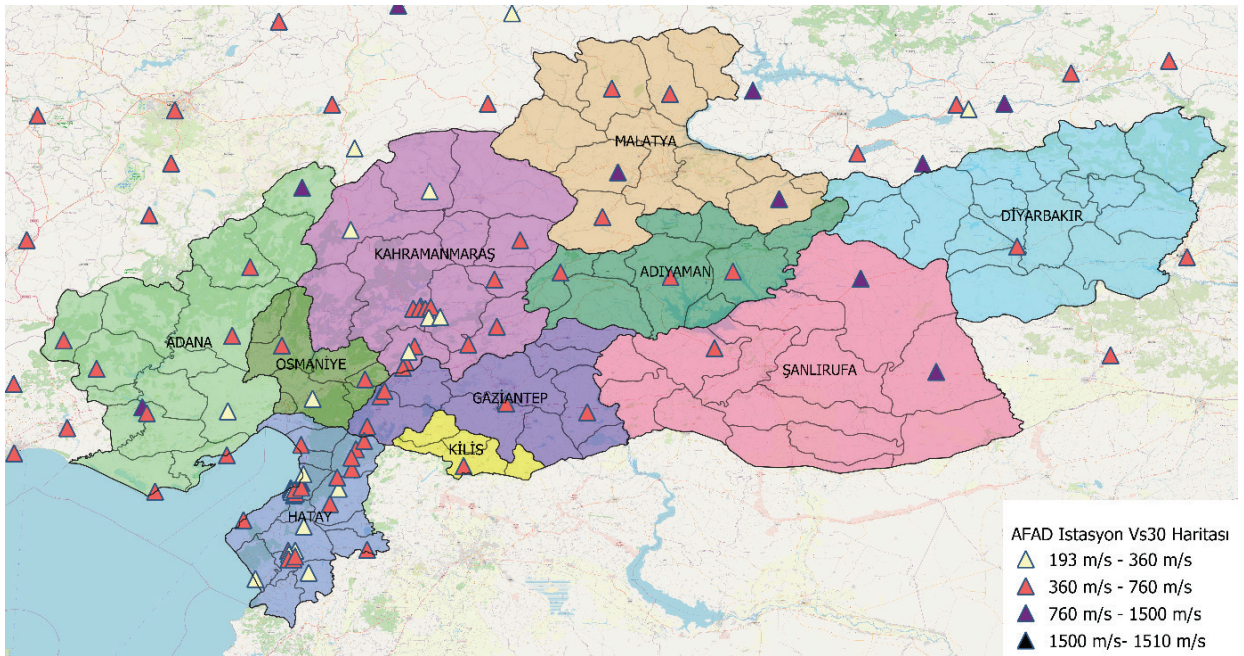 MALATYA
DİYARBAKIR
KAHRAMANMARAŞ
ADIYAMAN
ADANA
OSMANİYE
ŞANLIRUFA
GAZİANTEP
KİLİS
HATAY
AFAD Istasyon Vs30 Haritası
193 m/s - 360 m/s
360 m/s - 760 m/s
760 m/s - 1500 m/s
1500 m/s- 1510 m/s